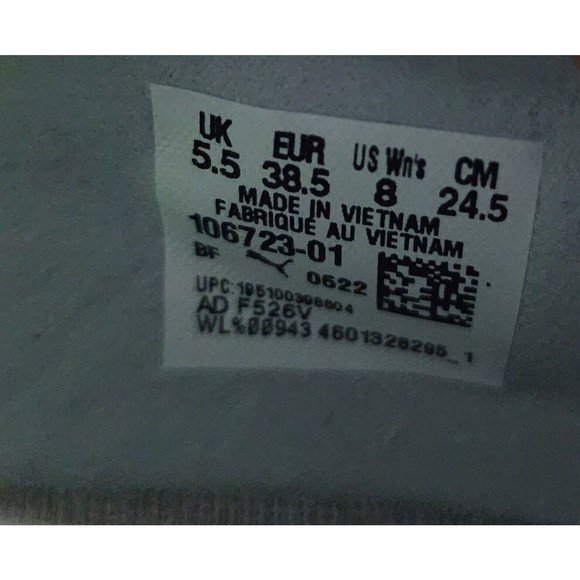 UK EUR US Wn's CM
5.5 38.5 8 24.5
MADE IN VIETNAM
FABRIQUE AU VIETNAM
106723-01
BF 0622
UPC:
AD F526V
WL%00943 4601328295_1